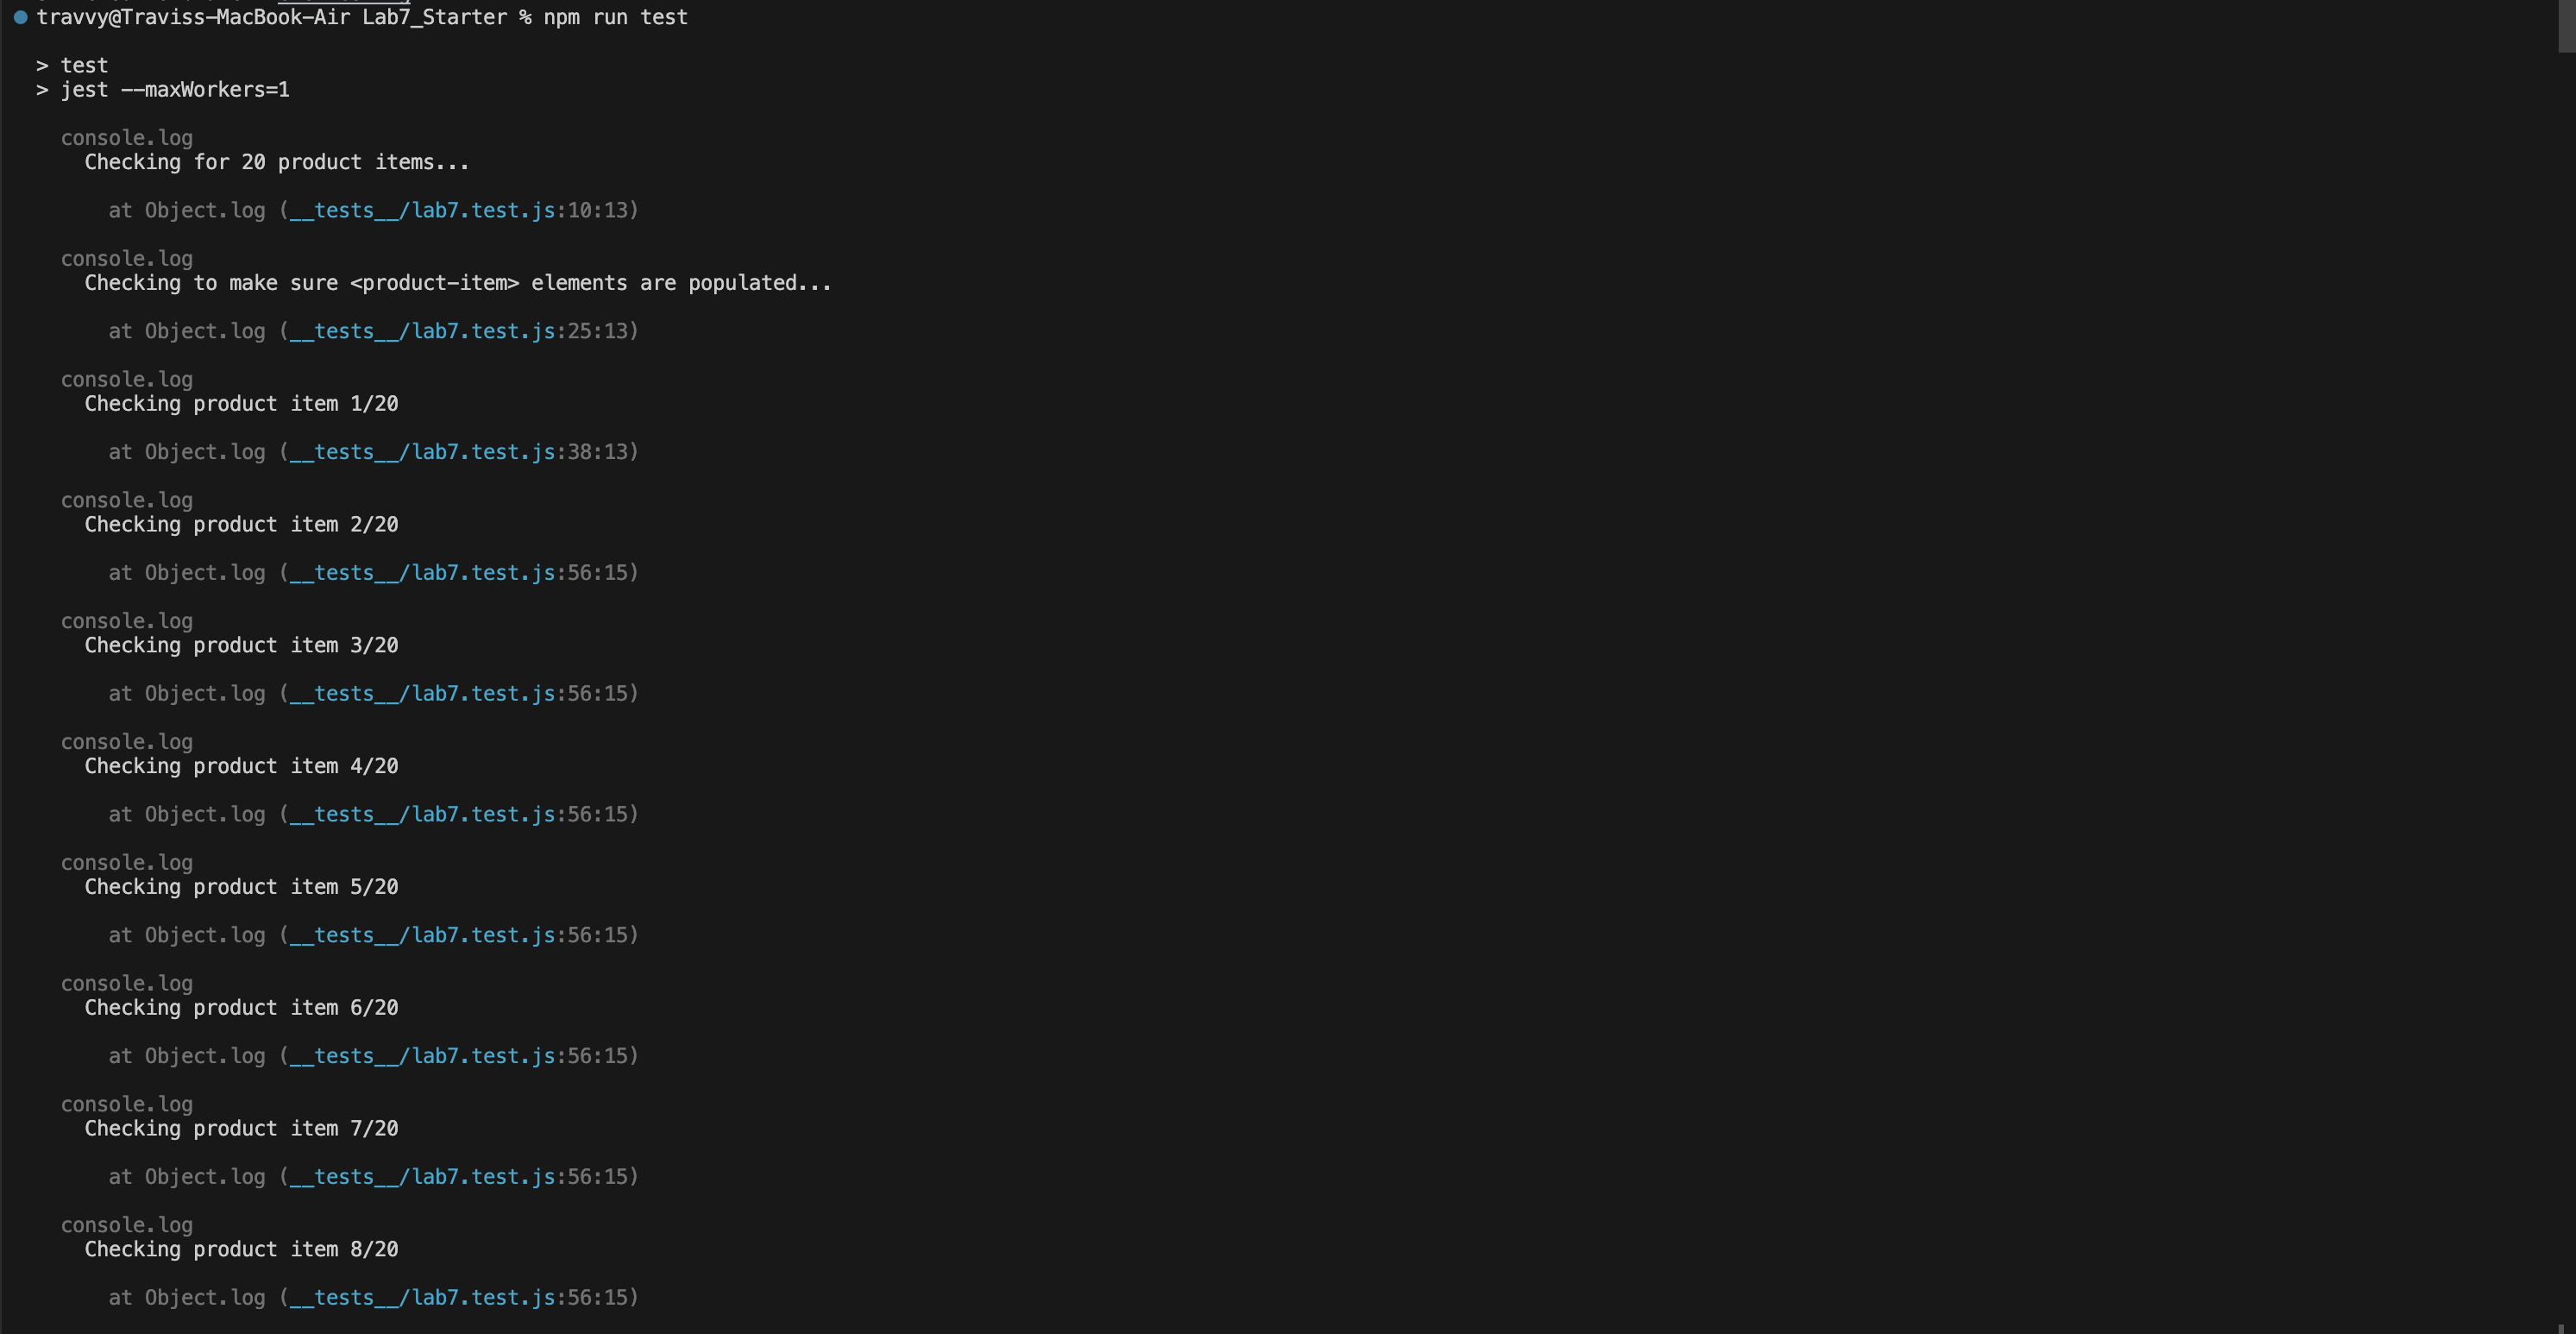 travvy@Traviss-MacBook-Air Lab7_Starter % npm run test
> test
> jest --maxWorkers=1
console.log
Checking for 20 product items...
at Object.log (__tests__/lab7.test.js:10:13)
console.log
Checking to make sure <product-item> elements are populated...
at Object.log (__tests__/lab7.test.js:25:13)
console.log
Checking product item 1/20
at Object.log (__tests__/lab7.test.js:38:13)
console.log
Checking product item 2/20
at Object.log (__tests__/lab7.test.js:56:15)
console.log
Checking product item 3/20
at Object.log (__tests__/lab7.test.js:56:15)
console.log
Checking product item 4/20
at Object.log (__tests__/lab7.test.js:56:15)
console.log
Checking product item 5/20
at Object.log (__tests__/lab7.test.js:56:15)
console.log
Checking product item 6/20
at Object.log (__tests__/lab7.test.js:56:15)
console.log
Checking product item 7/20
at Object.log (__tests__/lab7.test.js:56:15)
console.log
Checking product item 8/20
at Object.log (__tests__/lab7.test.js:56:15)